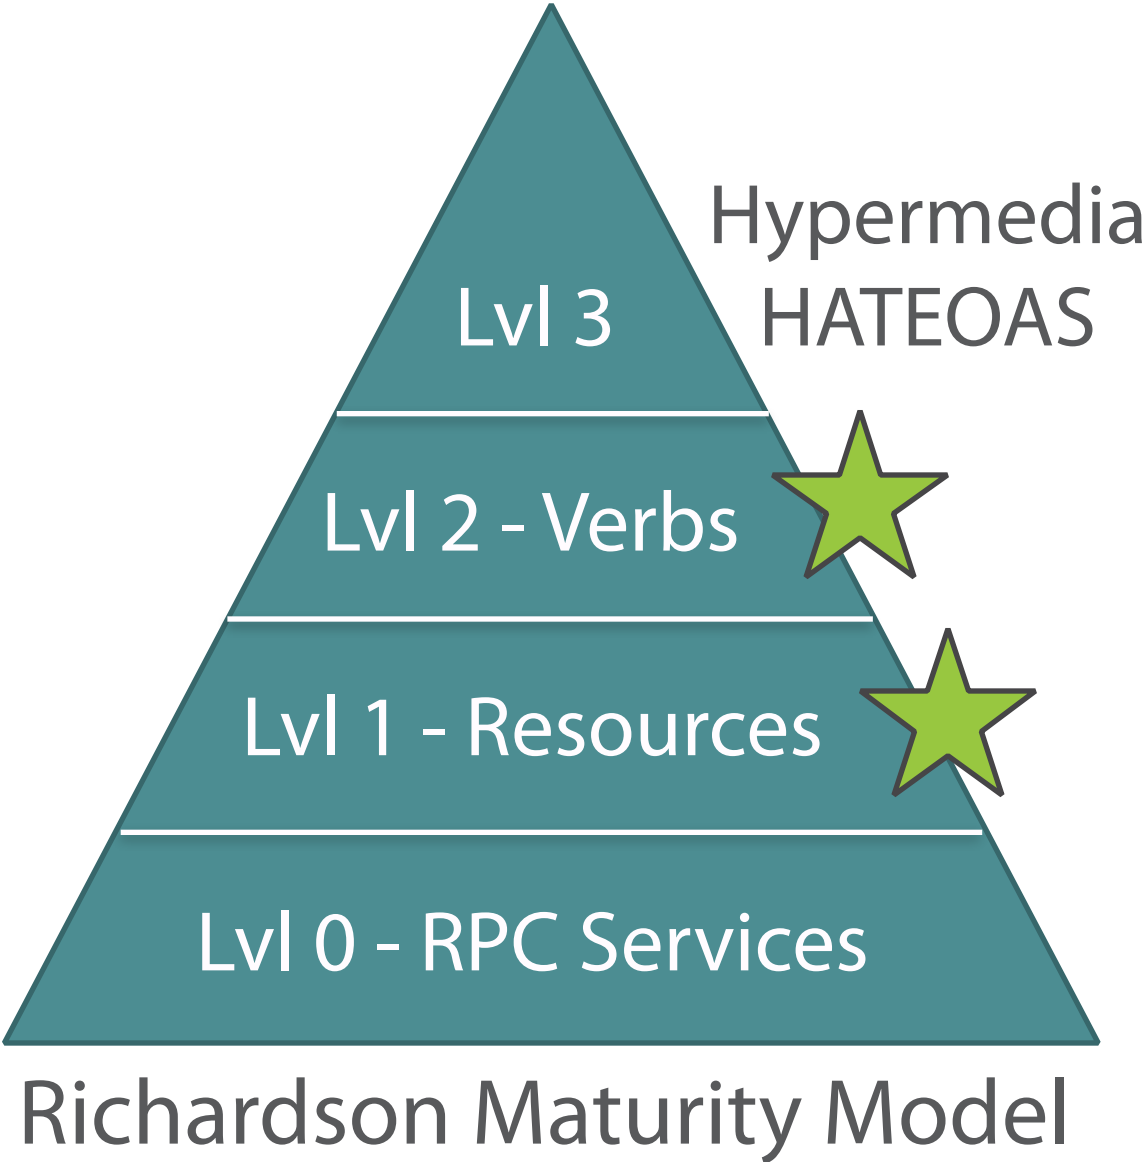 Hypermedia
HATEOAS
Lvl 3
Lvl 2 - Verbs
Lvl 1 - Resources
Lvl 0 - RPC Services
Richardson Maturity Model